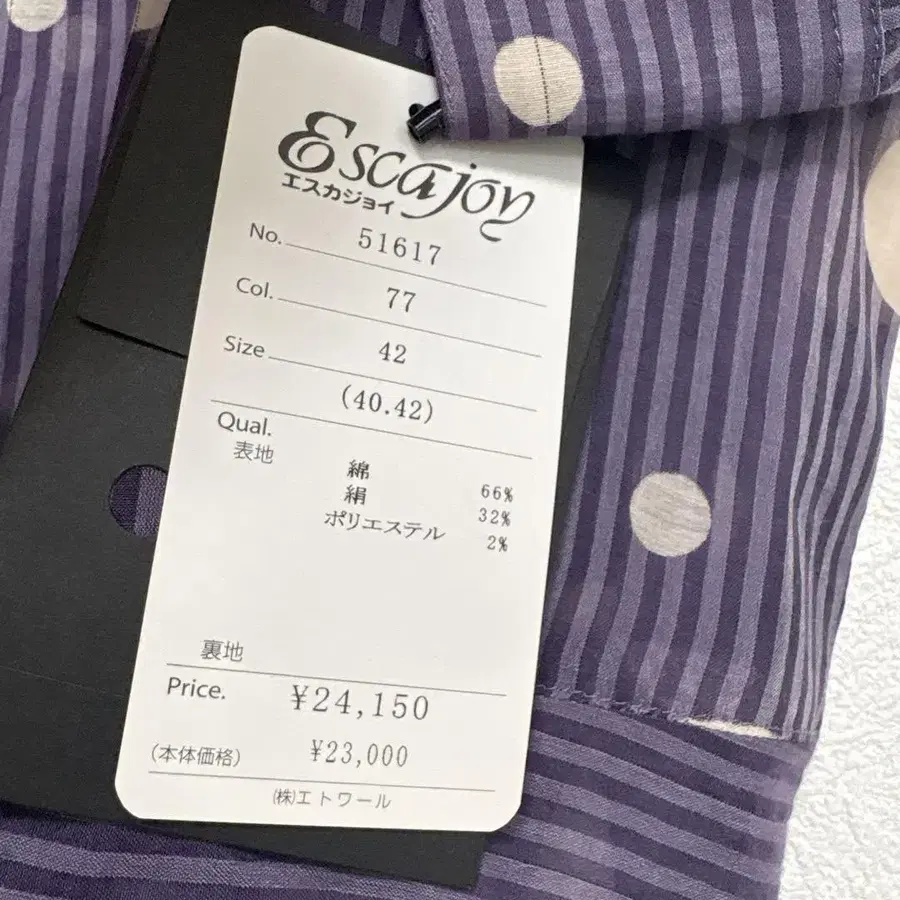 Escajoy
エスカジョイ
No. 51617
Col. 77
Size 42
(40.42)
Qual.
表地
綿 66%
絹 32%
ポリエステル 2%
裏地
Price. ¥24,150
(本体価格) ¥23,000
㈱エトワール